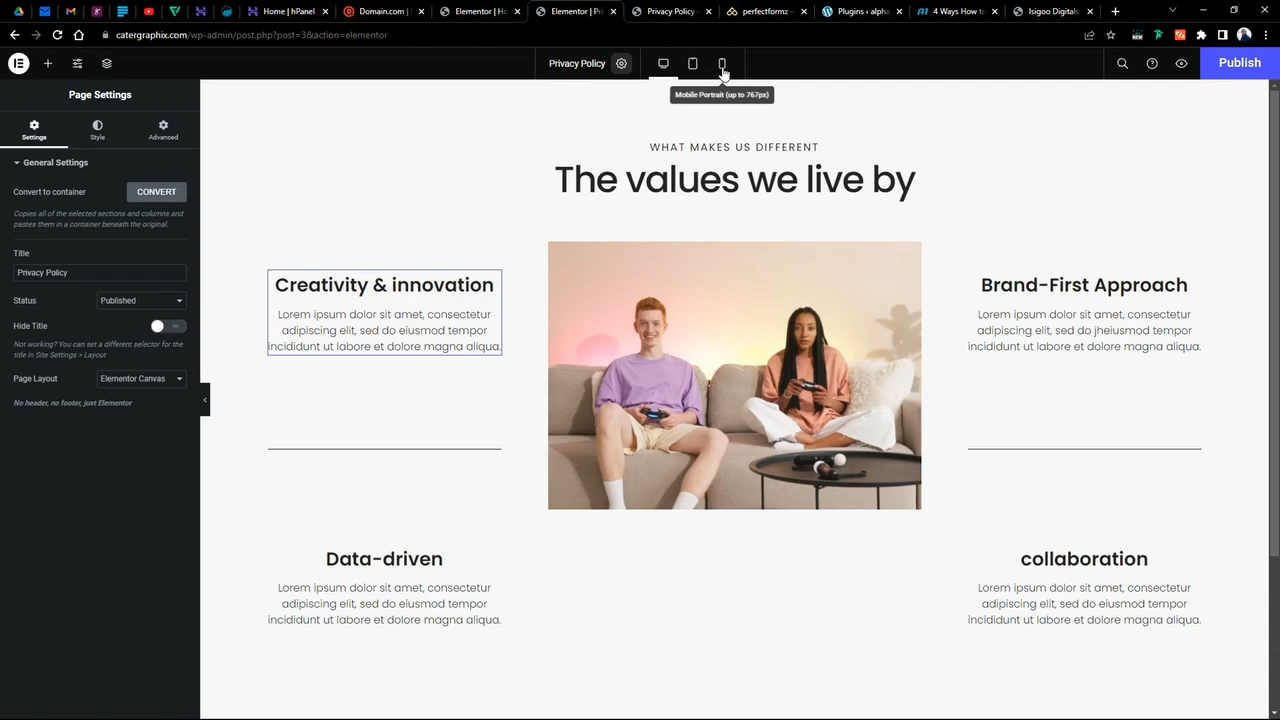 Home | hPanel
Domain.com |
Elementor | Ho
Elementor | Pri
Privacy Policy
perfectformz
Plugins ‹ alpha
4 Ways How to
Isigoo Digitals
catergraphix.com/wp-admin/post.php?post=3&action=elementor
Privacy Policy
Publish
Page Settings
Mobile Portrait (up to 767px)
Settings
Style
Advanced
General Settings
Convert to container
CONVERT
Copies all of the selected sections and columns and
pastes them in a container beneath the original.
Title
Privacy Policy
Status
Published
Hide Title
No
Not working? You can set a different selector for the
title in Site Settings > Layout
Page Layout
Elementor Canvas
No header, no footer, just Elementor
WHAT MAKES US DIFFERENT
The values we live by
Creativity & innovation
Lorem ipsum dolor sit amet, consectetur
adipiscing elit, sed do eiusmod tempor
incididunt ut labore et dolore magna aliqua.
Brand-First Approach
Lorem ipsum dolor sit amet, consectetur
adipiscing elit, sed do jheiusmod tempor
incididunt ut labore et dolore magna aliqua.
Data-driven
Lorem ipsum dolor sit amet, consectetur
adipiscing elit, sed do eiusmod tempor
incididunt ut labore et dolore magna aliqua.
collaboration
Lorem ipsum dolor sit amet, consectetur
adipiscing elit, sed do eiusmod tempor
incididunt ut labore et dolore magna aliqua.